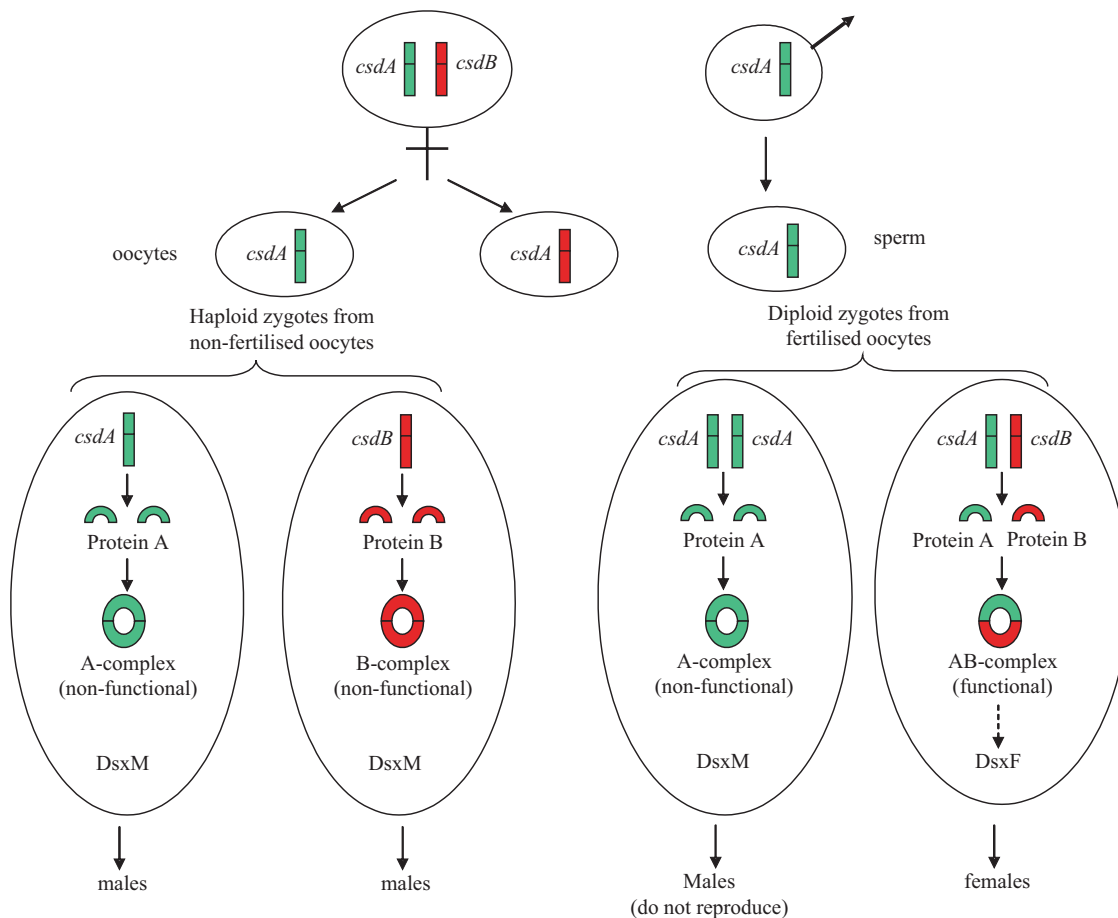 csdA
csdB
csdA
oocytes
csdA
csdA
csdA
sperm
Haploid zygotes from
non-fertilised oocytes
Diploid zygotes from
fertilised oocytes
csdA
Protein A
A-complex
(non-functional)
DsxM
males
csdB
Protein B
B-complex
(non-functional)
DsxM
males
csdA
csdA
Protein A
A-complex
(non-functional)
DsxM
Males
(do not reproduce)
csdA
csdB
Protein A
Protein B
AB-complex
(functional)
DsxF
females